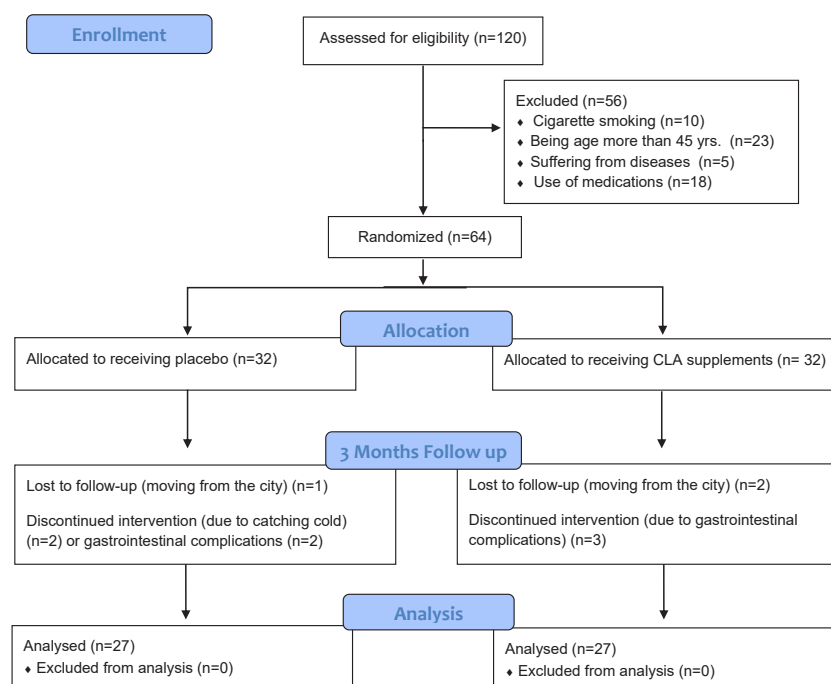 Enrollment
Assessed for eligibility (n=120)
Excluded (n=56)
♦ Cigarette smoking (n=10)
♦ Being age more than 45 yrs. (n=23)
♦ Suffering from diseases (n=5)
♦ Use of medications (n=18)
Randomized (n=64)
Allocation
Allocated to receiving placebo (n=32)
Allocated to receiving CLA supplements (n= 32)
3 Months Follow up
Lost to follow-up (moving from the city) (n=1)
Discontinued intervention (due to catching cold)
(n=2) or gastrointestinal complications (n=2)
Lost to follow-up (moving from the city) (n=2)
Discontinued intervention (due to gastrointestinal
complications) (n=3)
Analysis
Analysed (n=27)
♦ Excluded from analysis (n=0)
Analysed (n=27)
♦ Excluded from analysis (n=0)